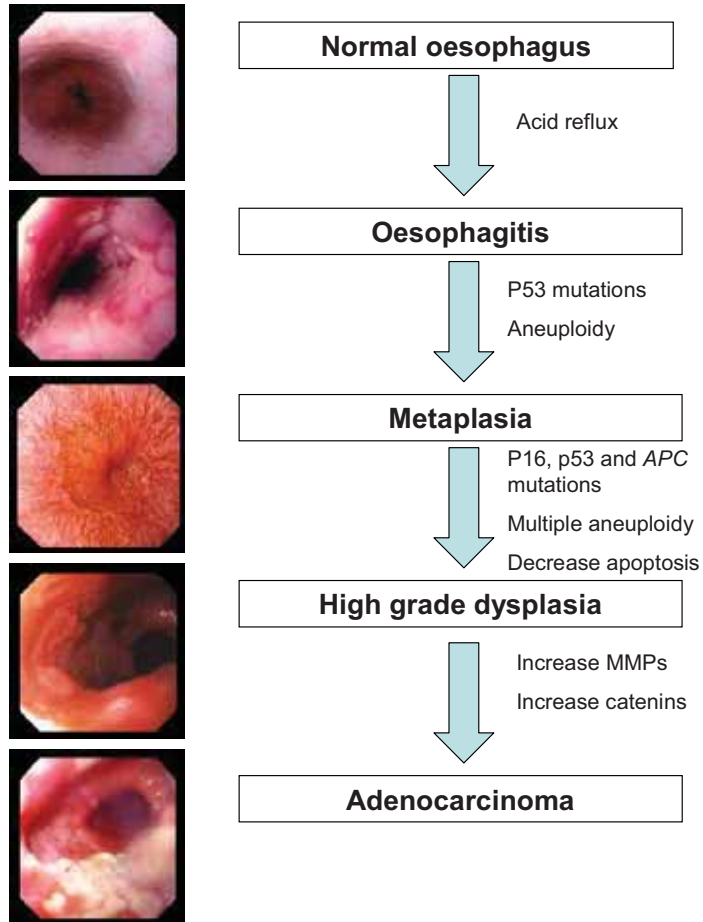 Normal oesophagus
Acid reflux
Oesophagitis
P53 mutations
Aneuploidy
Metaplasia
P16, p53 and APC
mutations
Multiple aneuploidy
Decrease apoptosis
High grade dysplasia
Increase MMPs
Increase catenins
Adenocarcinoma